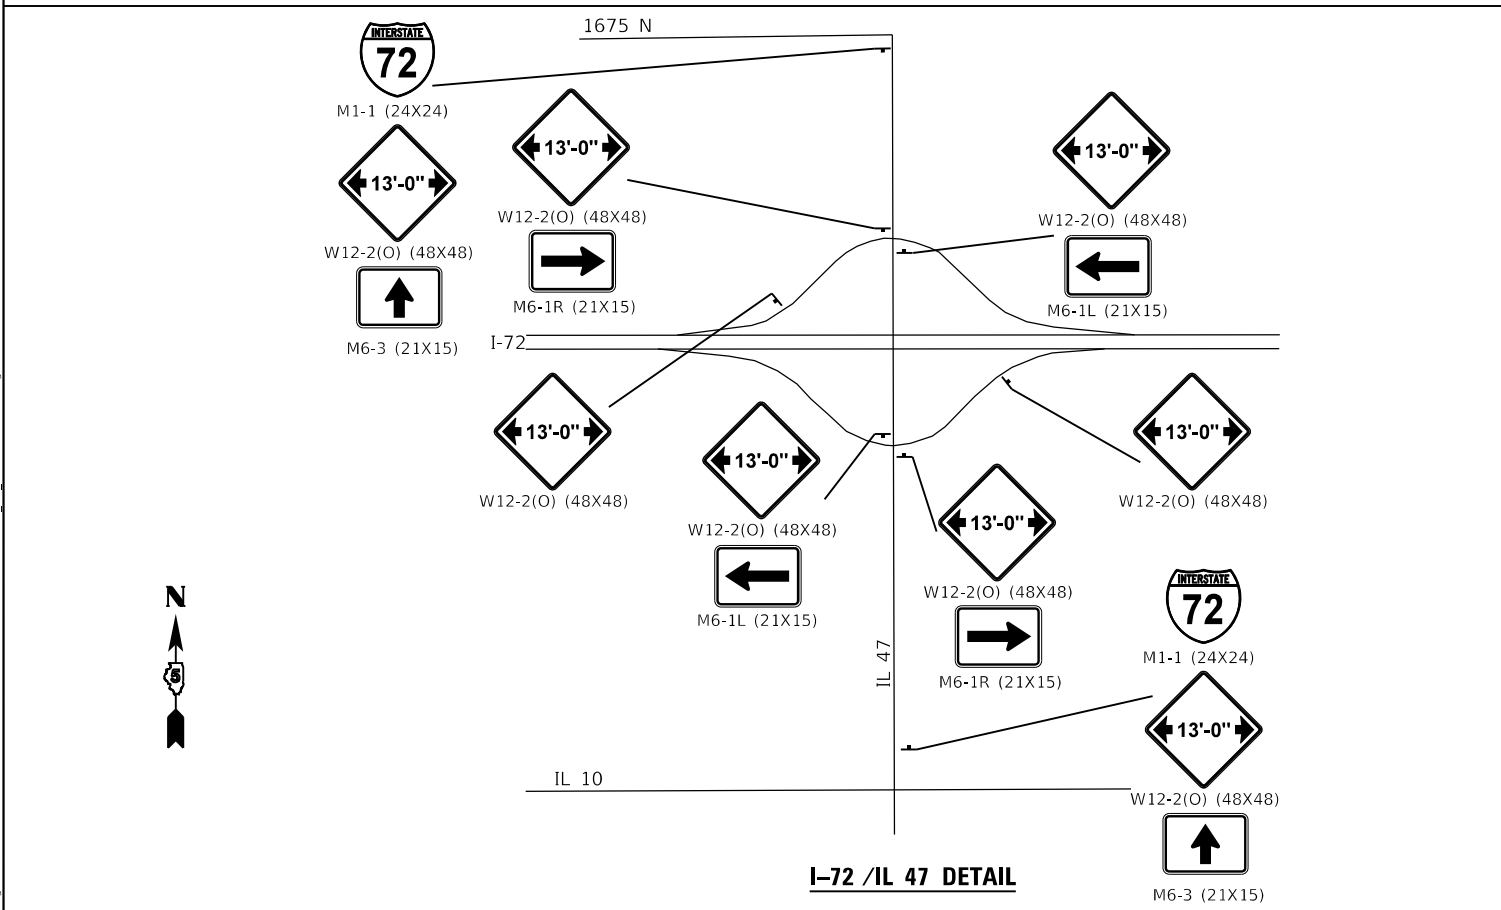 1675 N
INTERSTATE
72
M1-1 (24X24)
13'-0"
W12-2(O) (48X48)
M6-3 (21X15)
13'-0"
W12-2(O) (48X48)
M6-1R (21X15)
13'-0"
W12-2(O) (48X48)
M6-1L (21X15)
I-72
13'-0"
W12-2(O) (48X48)
13'-0"
W12-2(O) (48X48)
M6-1L (21X15)
13'-0"
W12-2(O) (48X48)
M6-1R (21X15)
13'-0"
W12-2(O) (48X48)
N
5
IL 47
INTERSTATE
72
M1-1 (24X24)
13'-0"
W12-2(O) (48X48)
M6-3 (21X15)
IL 10
I-72 /IL 47 DETAIL